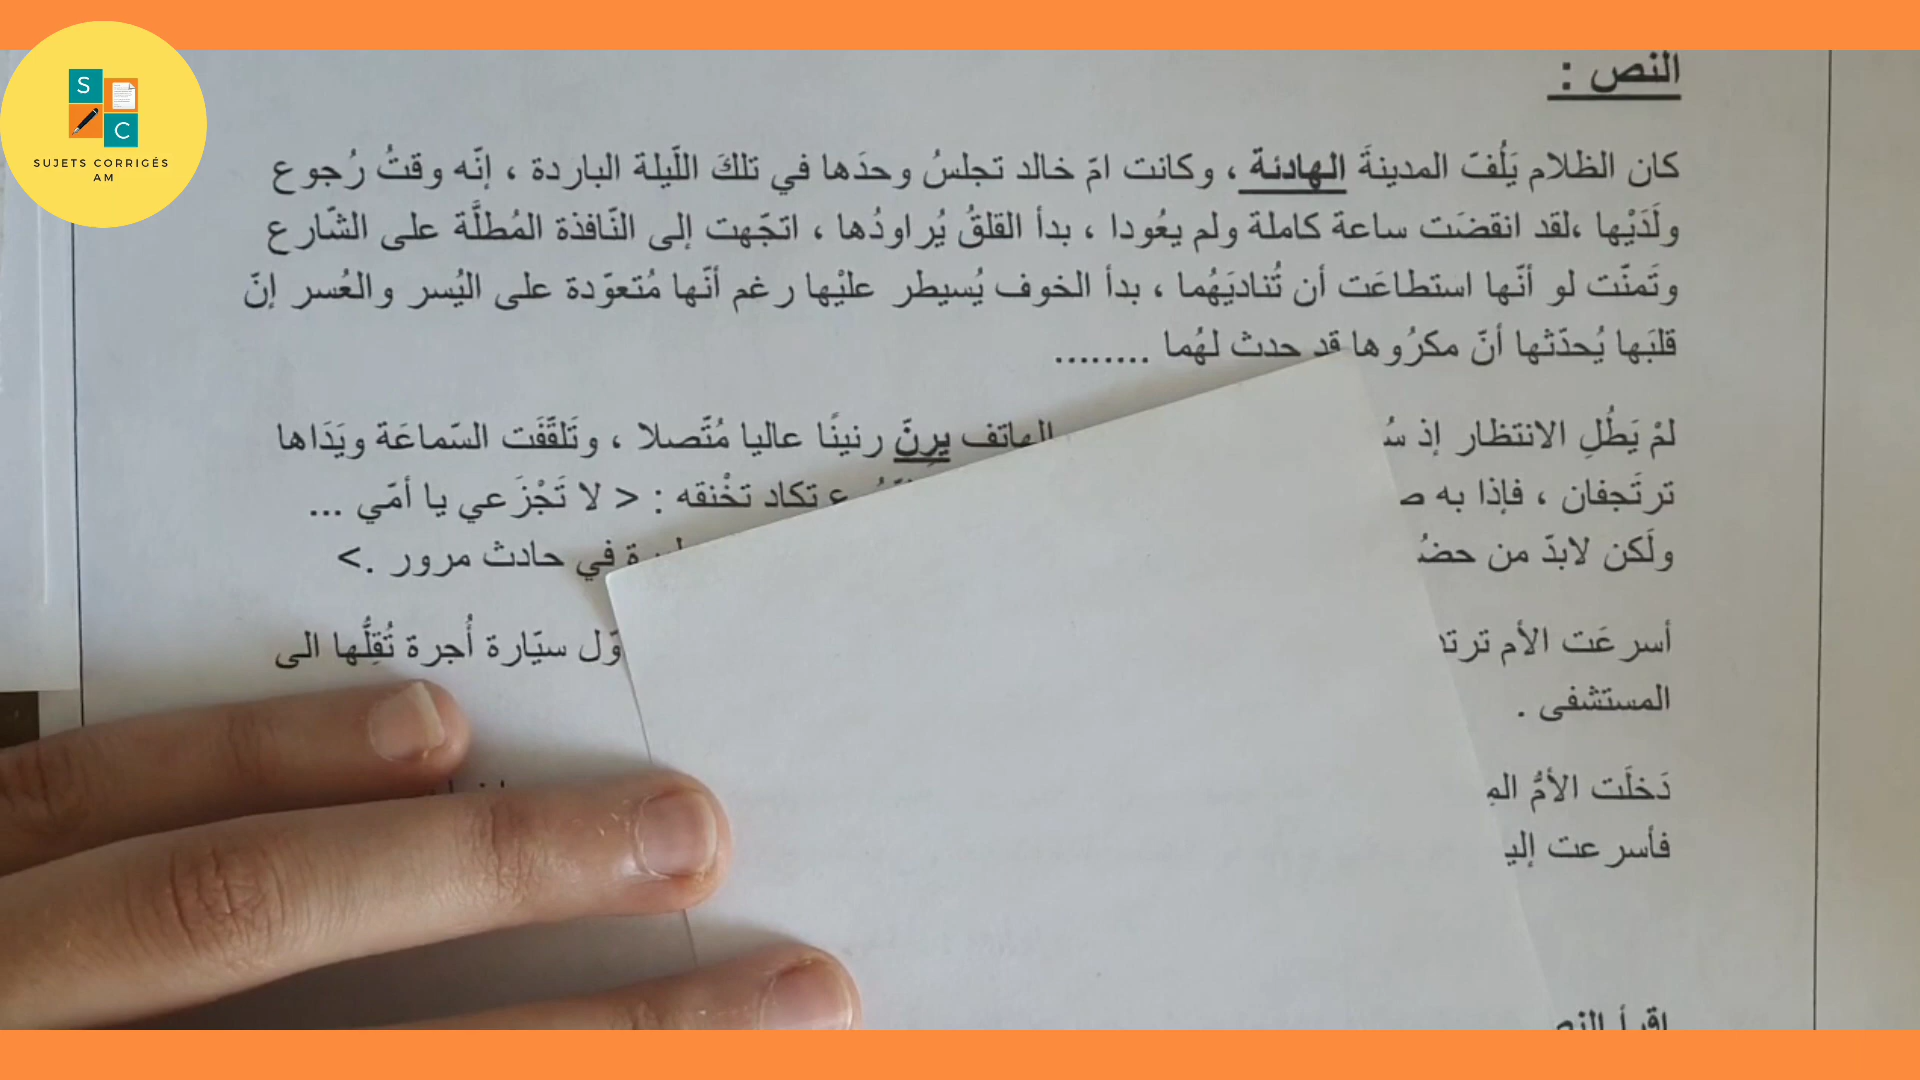 S
C
SUJETS CORRIGÉS
AM
النص :
كان الظلام يَلُفّ المدينةَ الهادئة ، وكانت امّ خالد تجلسُ وحدَها في تلكَ اللّيلة الباردة ، إنّه وقتُ رُجوع
ولَدَيْها ،لقد انقضَت ساعة كاملة ولم يعُودا ، بدأ القلقُ يُراودُها ، اتجّهت إلى النّافذة المُطلَّة على الشّارع
وتَمنّت لو أنّها استطاعَت أن تُناديَهُما ، بدأ الخوف يُسيطر عليْها رغم أنّها مُتعوّدة على اليُسر والعُسر إنّ
قلبَها يُحدّثها أنّ مكرُوها قد حدث لهُما ........
لمْ يَطُلِ الانتظار إذ الهاتف يرِنّ رنينًا عاليا مُتّصلا ، وتَلقَّفَت السّماعَة ويَدَاها
ترتَجفان ، فإذا به تكاد تخْنقه : < لا تَجْزَعي يا أمّي ...
ولَكن لابدّ من في حادث مرور .>
أسرعَت الأم سيّارة أُجرة تُقِلُّها الى
المستشفى .
دَخلَت الأمُّ
فأسرعت
اقرأ